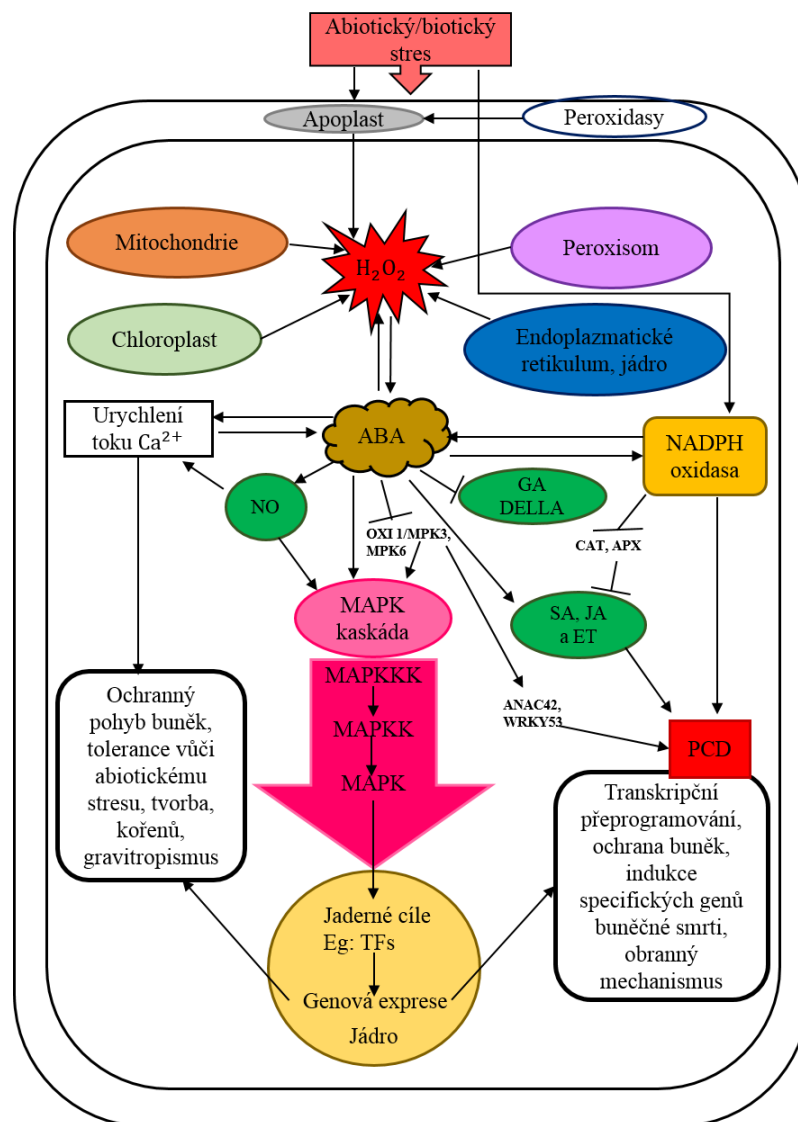 Abiotický/biotický
stres
Apoplast
Peroxidasy
Mitochondrie
H₂O₂
Peroxisom
Chloroplast
Endoplazmatické
retikulum, jádro
Urychlení
toku Ca²⁺
ABA
NADPH
oxidasa
NO
GA
DELLA
OXI 1/MPK3,
MPK6
CAT, APX
MAPK
kaskáda
SA, JA
a ET
MAPKKK
MAPKK
MAPK
ANAC42,
WRKY53
PCD
Ochranný
pohyb buněk,
tolerance vůči
abiotickému
stresu, tvorba,
kořenů,
gravitropismus
Transkripční
přeprogramování,
ochrana buněk,
indukce
specifických genů
buněčné smrti,
obranný
mechanismus
Jaderné cíle
Eg: TFs
Genová exprese
Jádro